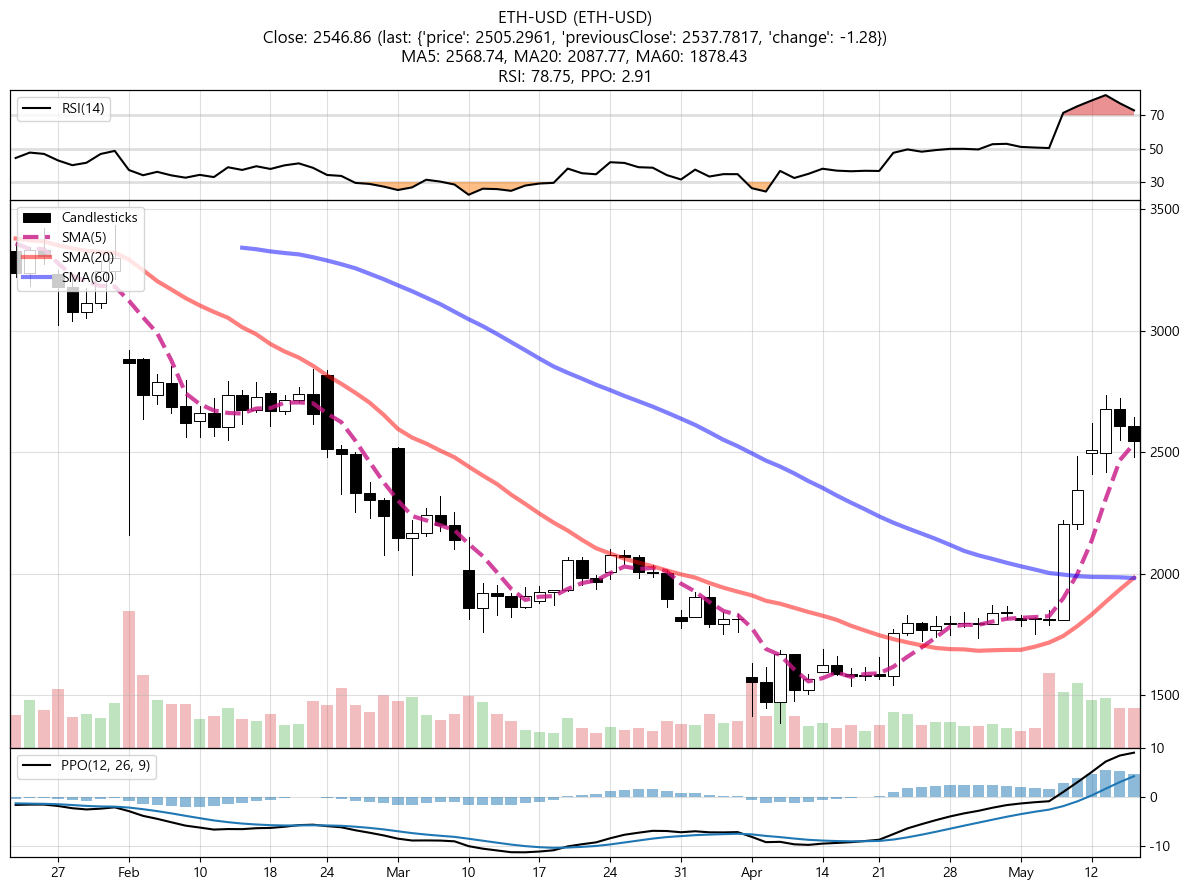 ETH-USD (ETH-USD)
Close: 2546.86 (last: {'price': 2505.2961, 'previousClose': 2537.7817, 'change': -1.28})
MA5: 2568.74, MA20: 2087.77, MA60: 1878.43
RSI: 78.75, PPO: 2.91
RSI(14)
70
50
30
Candlesticks
SMA(5)
SMA(20)
SMA(60)
3500
3000
2500
2000
1500
PPO(12, 26, 9)
10
0
-10
27 Feb 10 18 24 Mar 10 17 24 31 Apr 14 21 28 May 12